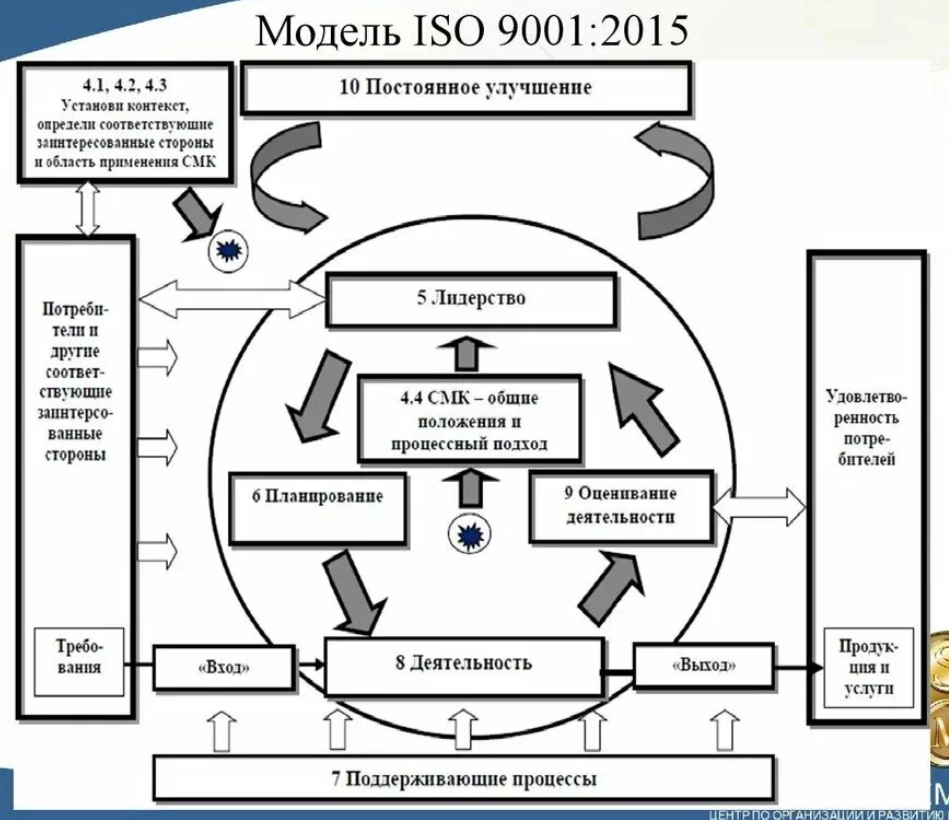 Модель ISO 9001:2015
4.1, 4.2, 4.3
Установи контекст,
определи соответствующие
заинтересованные стороны
и область применения СМК
10 Постоянное улучшение
Потреби-
тели и
другие
соответ-
ствующие
заинтерсо-
ванные
стороны
5 Лидерство
4.4 СМК – общие
положения и
процессный подход
6 Планирование
9 Оценивание
деятельности
Удовлетво-
ренность
потре-
бителей
Требо-
вания
«Вход»
8 Деятельность
«Выход»
Продук-
ция и
услуги
7 Поддерживающие процессы
ЦЕНТР ПО ОРГАНИЗАЦИИ И РАЗВИТИЮ